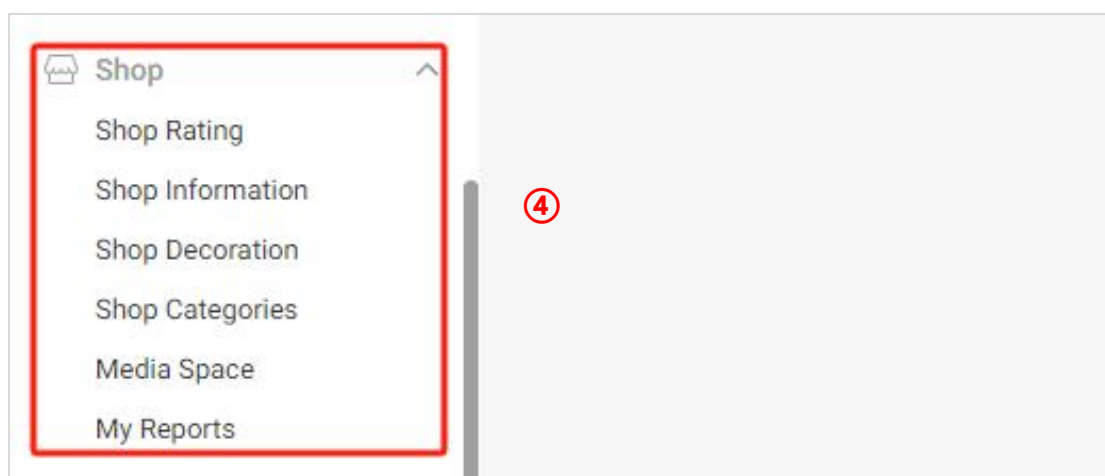 Shop
Shop Rating
Shop Information
④
Shop Decoration
Shop Categories
Media Space
My Reports